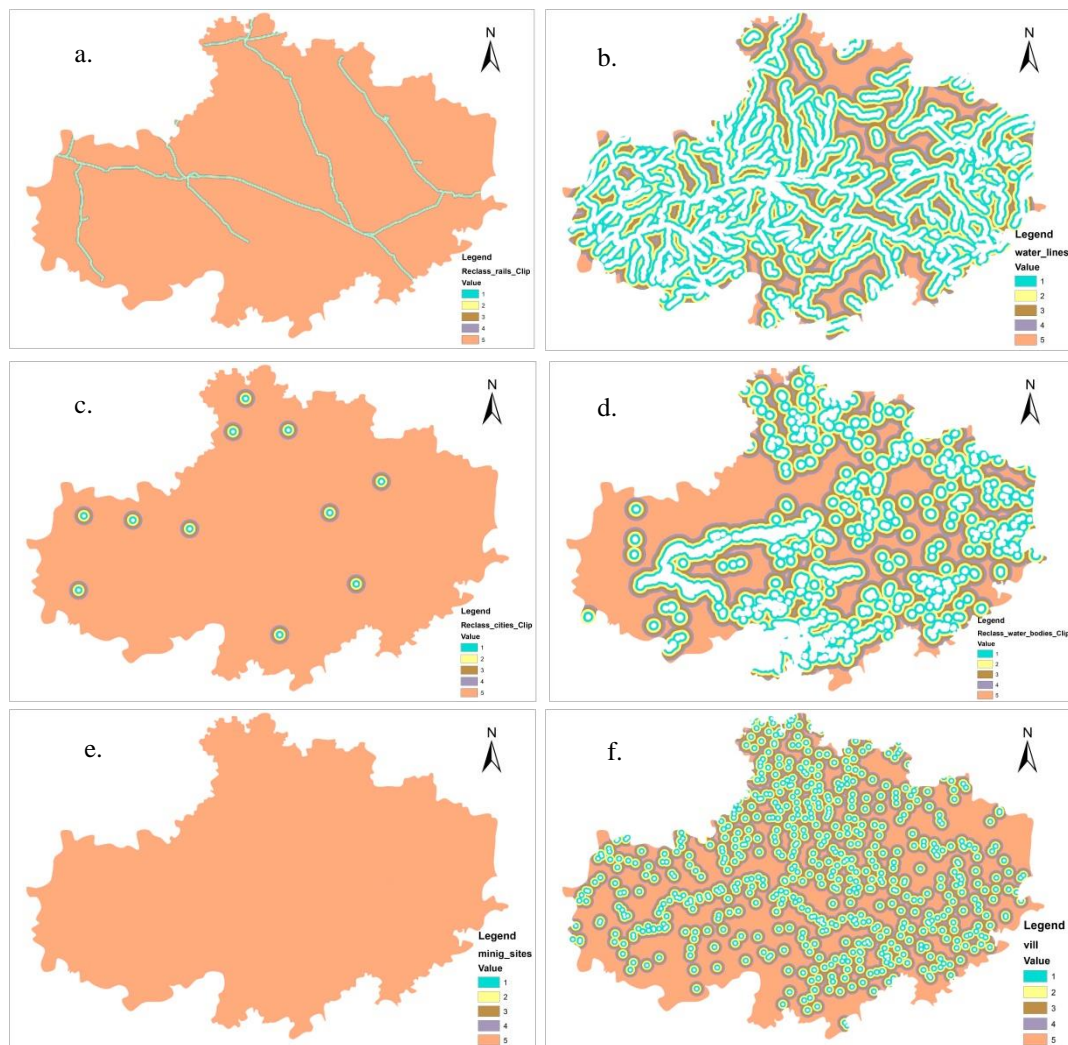 a.
N
Legend
Reclass_rails_Clip
Value
1
2
3
4
5
b.
N
Legend
water_lines
Value
1
2
3
4
5
c.
N
Legend
Reclass_cities_Clip
Value
1
2
3
4
5
d.
N
Legend
Reclass_water_bodies_Clip
Value
1
2
3
4
5
e.
N
Legend
minig_sites
Value
1
2
3
4
5
f.
N
Legend
vill
Value
1
2
3
4
5